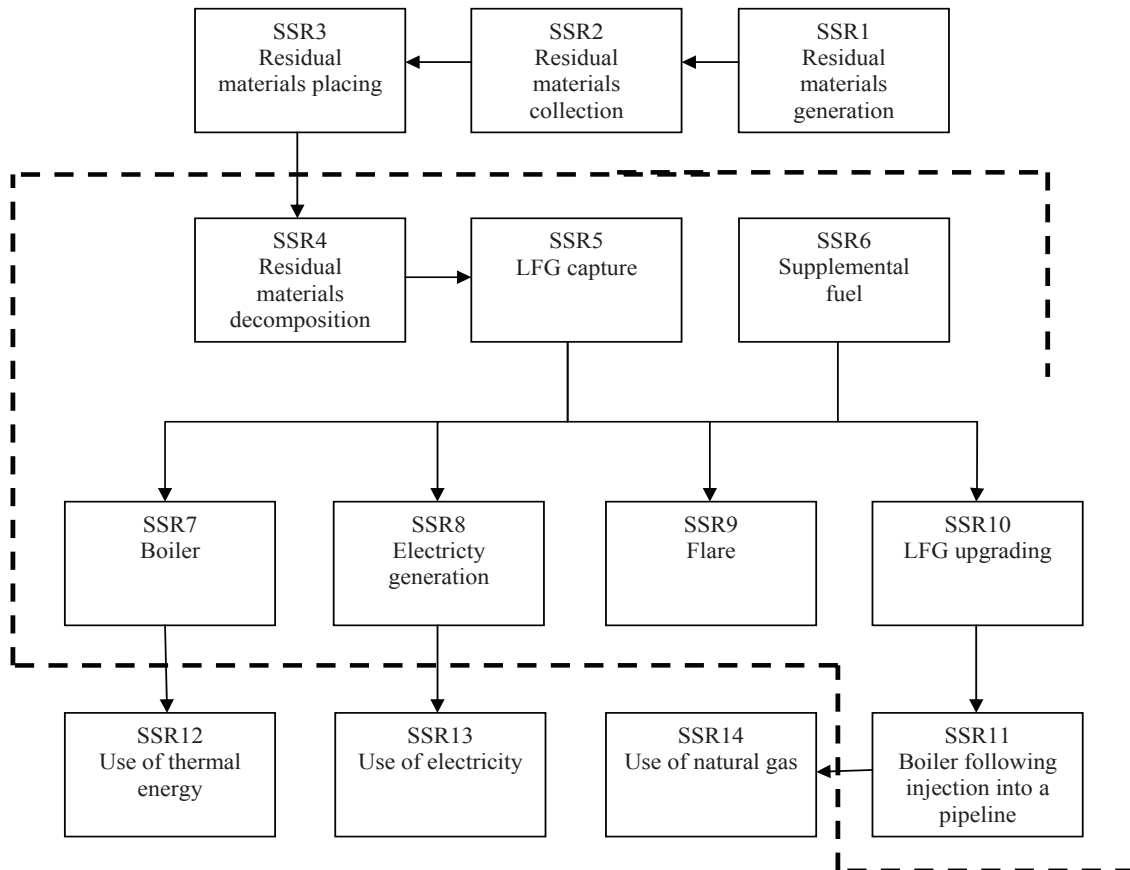 SSR3
Residual
materials placing
SSR2
Residual
materials
collection
SSR1
Residual
materials
generation
SSR4
Residual
materials
decomposition
SSR5
LFG capture
SSR6
Supplemental
fuel
SSR7
Boiler
SSR8
Electricty
generation
SSR9
Flare
SSR10
LFG upgrading
SSR12
Use of thermal
energy
SSR13
Use of electricity
SSR14
Use of natural gas
SSR11
Boiler following
injection into a
pipeline